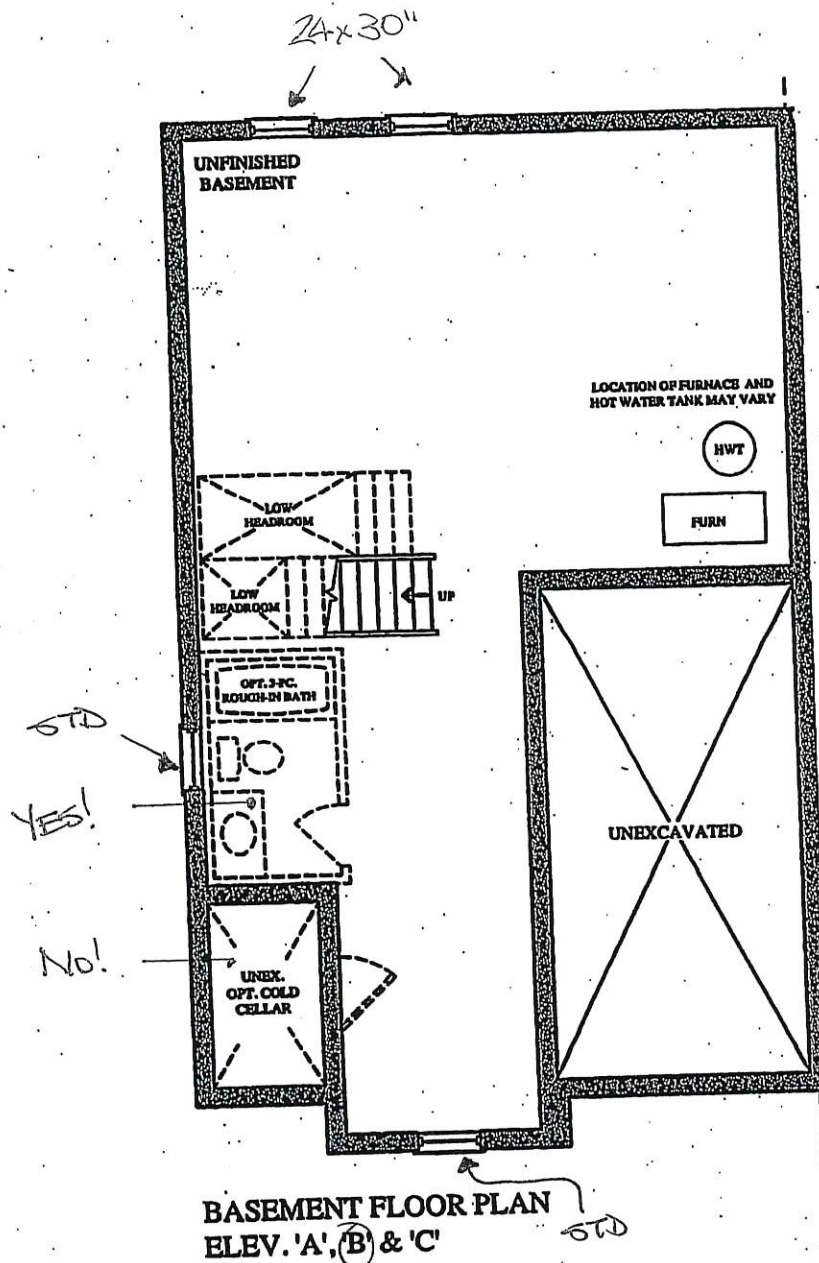 24x30"
UNFINISHED
BASEMENT
LOCATION OF FURNACE AND
HOT WATER TANK MAY VARY
HWT
FURN
LOW
HEADROOM
LOW
HEADROOM
UP
OPT. 3-PC.
ROUGH-IN BATH
STD
YES!
UNEXCAVATED
No!
UNEX.
OPT. COLD
CELLAR
BASEMENT FLOOR PLAN
STD
ELEV. 'A', 'B' & 'C'